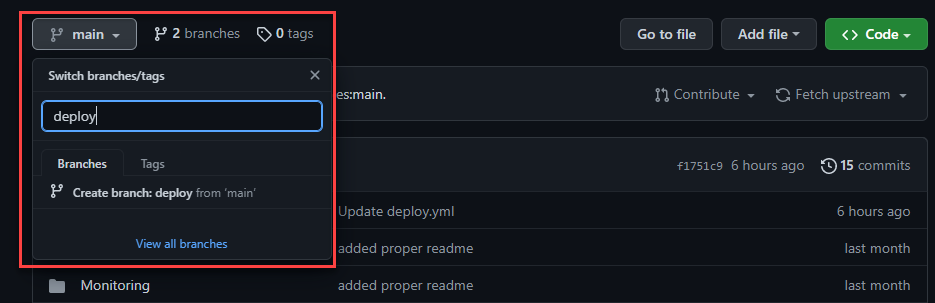 main 2 branches 0 tags Go to file Add file <> Code
Switch branches/tags
es:main. Contribute Fetch upstream
deploy
Branches Tags
f1751c9 6 hours ago 15 commits
Create branch: deploy from 'main'
Update deploy.yml 6 hours ago
View all branches
added proper readme last month
Monitoring added proper readme last month